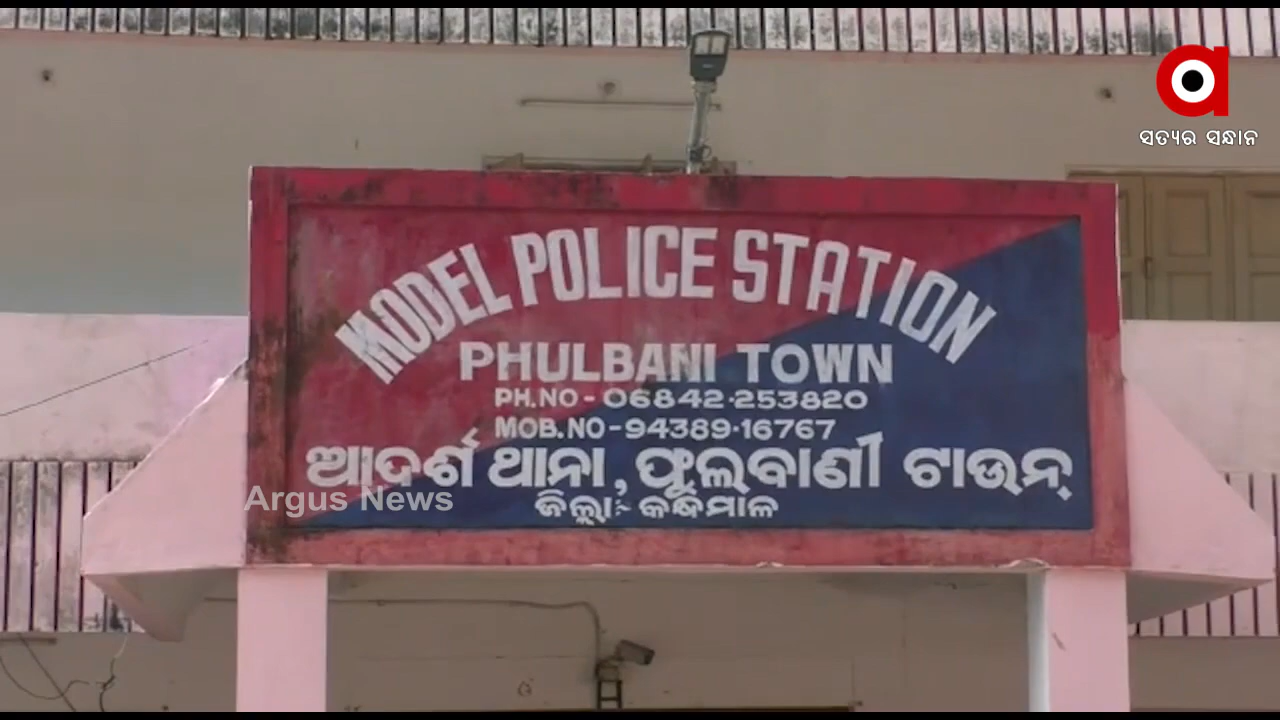 ସତ୍ୟର ସନ୍ଧାନ
MODEL POLICE STATION
PHULBANI TOWN
PH.NO - 06842-253820
MOB.NO - 94389-16767
ଆଦର୍ଶ ଥାନା, ଫୁଲବାଣୀ ଟାଉନ୍
Argus News
ଜିଲ୍ଲା:- କନ୍ଧମାଳ